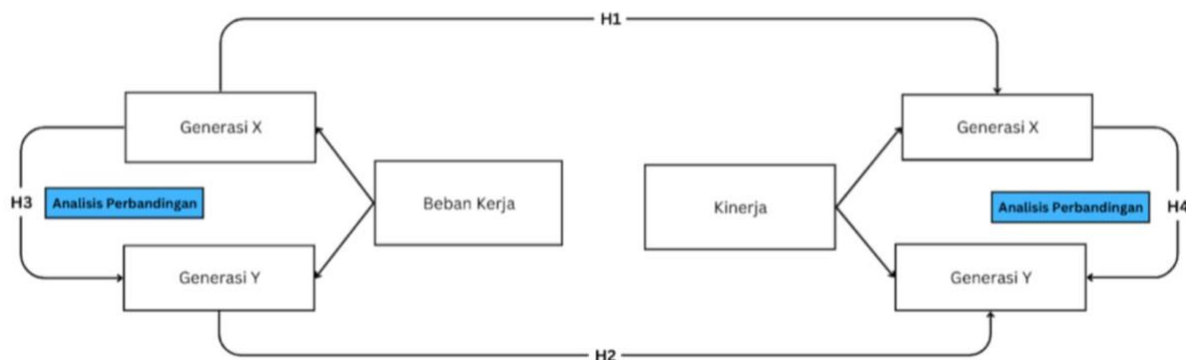 H1
Generasi X
Generasi X
H3
Analisis Perbandingan
Beban Kerja
Kinerja
Analisis Perbandingan
H4
Generasi Y
Generasi Y
H2